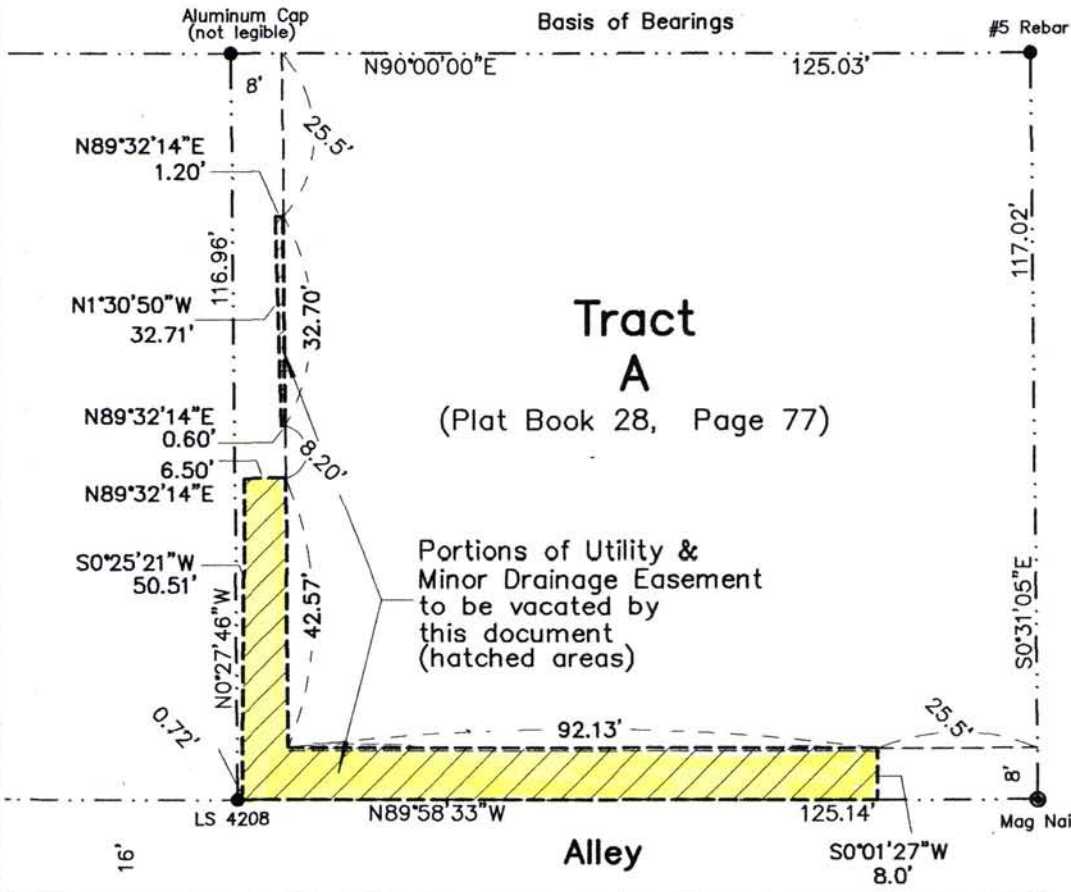 Aluminum Cap
(not legible)
Basis of Bearings
#5 Rebar
N90°00'00"E
125.03'
8'
25.5'
N89°32'14"E
1.20'
116.96'
117.02'
N1°30'50"W
32.71'
32.70'
Tract
A
(Plat Book 28, Page 77)
N89°32'14"E
0.60'
8.20'
6.50'
N89°32'14"E
S0°25'21"W
50.51'
N0°27'46"W
42.57'
Portions of Utility &
Minor Drainage Easement
to be vacated by
this document
(hatched areas)
S0°31'05"E
0.72'
92.13'
25.5'
8'
LS 4208
N89°58'33"W
125.14'
Mag Nai
16'
Alley
S0°01'27"W
8.0'